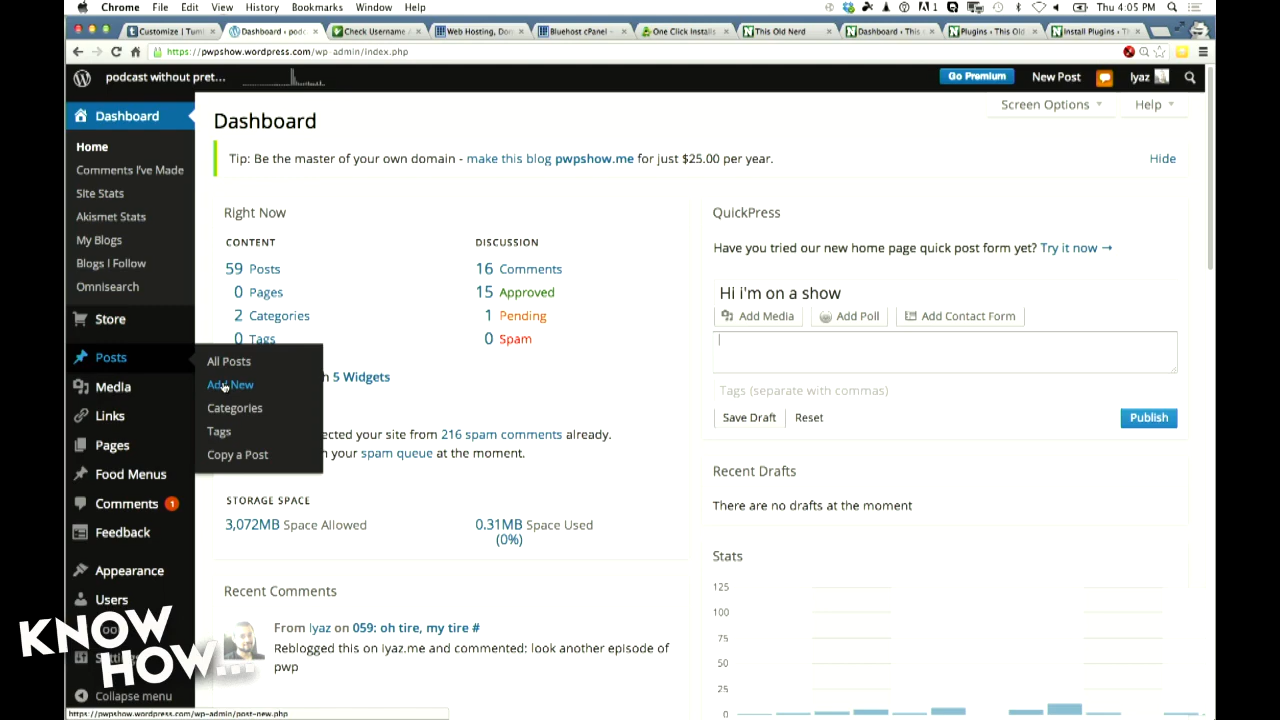 Chrome File Edit View History Bookmarks Window Help
Thu 4:05 PM
Customize | Tuml
Dashboard ‹ pod
Check Username
Web Hosting, Do
Bluehost cPanel –
One Click Installs
This Old Nerd
Dashboard ‹ This
Plugins ‹ This Old
Install Plugins ‹ Th
https://pwpshow.wordpress.com/wp-admin/index.php
podcast without pret...
Go Premium
New Post
Iyaz
Dashboard
Home
Comments I've Made
Site Stats
Akismet Stats
My Blogs
Blogs I Follow
Omnisearch
Store
Posts
Media
Links
Pages
Food Menus
Comments 1
Feedback
Appearance
Users
Collapse menu
All Posts
Add New
Categories
Tags
Copy a Post
Screen Options
Help
Dashboard
Tip: Be the master of your own domain - make this blog pwpshow.me for just $25.00 per year.
Hide
Right Now
CONTENT
59 Posts
0 Pages
2 Categories
0 Tags
DISCUSSION
16 Comments
15 Approved
1 Pending
0 Spam
h 5 Widgets
ected your site from 216 spam comments already.
n your spam queue at the moment.
STORAGE SPACE
3,072MB Space Allowed
0.31MB Space Used
(0%)
Recent Comments
From Iyaz on 059: oh tire, my tire #
Reblogged this on iyaz.me and commented: look another episode of
pwp
QuickPress
Have you tried our new home page quick post form yet? Try it now →
Hi i'm on a show
Add Media
Add Poll
Add Contact Form
Tags (separate with commas)
Save Draft
Reset
Publish
Recent Drafts
There are no drafts at the moment
Stats
125
100
75
50
25
0
KNOW
HOW...
https://pwpshow.wordpress.com/wp-admin/post-new.php